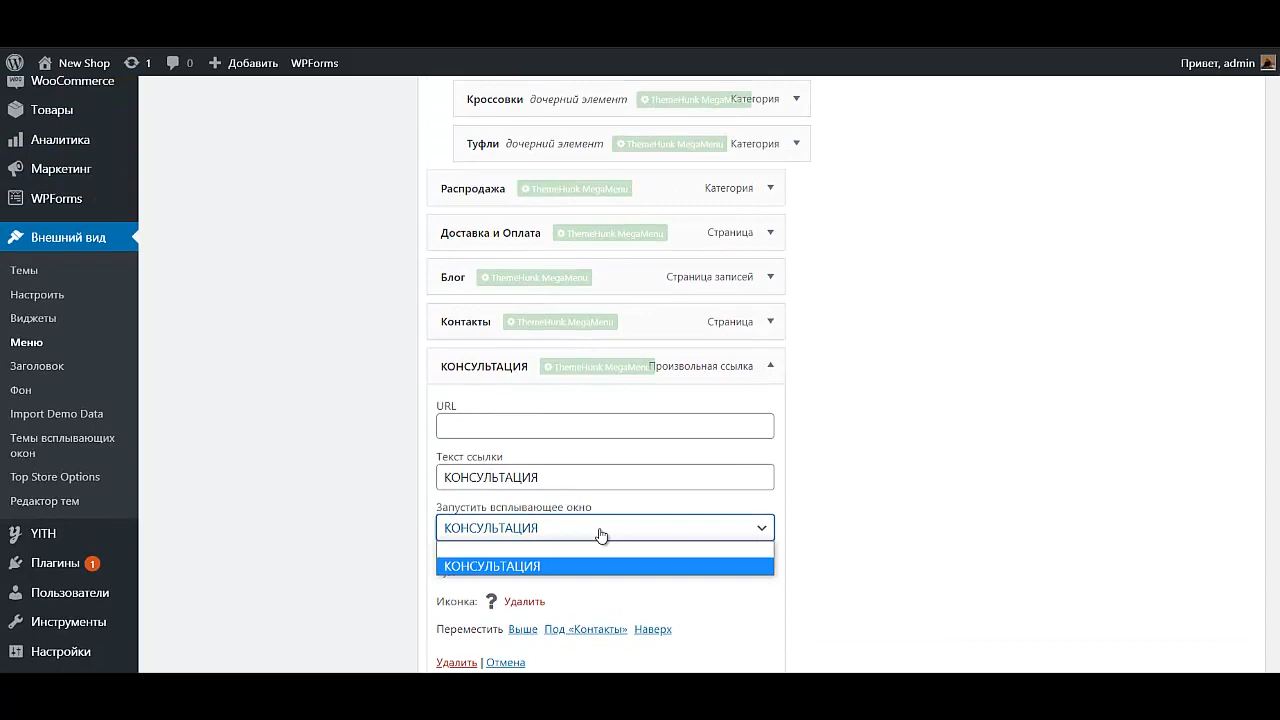 New Shop 1 0 Добавить WPForms Привет, admin
WooCommerce
Товары
Аналитика
Маркетинг
WPForms
Внешний вид
Темы
Настроить
Виджеты
Меню
Заголовок
Фон
Import Demo Data
Темы всплывающих
окон
Top Store Options
Редактор тем
YITH
Плагины 1
Пользователи
Инструменты
Настройки
Кроссовки дочерний элемент ThemeHunk MegaMenu Категория
Туфли дочерний элемент ThemeHunk MegaMenu Категория
Распродажа ThemeHunk MegaMenu Категория
Доставка и Оплата ThemeHunk MegaMenu Страница
Блог ThemeHunk MegaMenu Страница записей
Контакты ThemeHunk MegaMenu Страница
КОНСУЛЬТАЦИЯ ThemeHunk MegaMenu Произвольная ссылка
URL
Текст ссылки
КОНСУЛЬТАЦИЯ
Запустить всплывающее окно
КОНСУЛЬТАЦИЯ
КОНСУЛЬТАЦИЯ
Иконка: Удалить
Переместить Выше Под «Контакты» Наверх
Удалить | Отмена